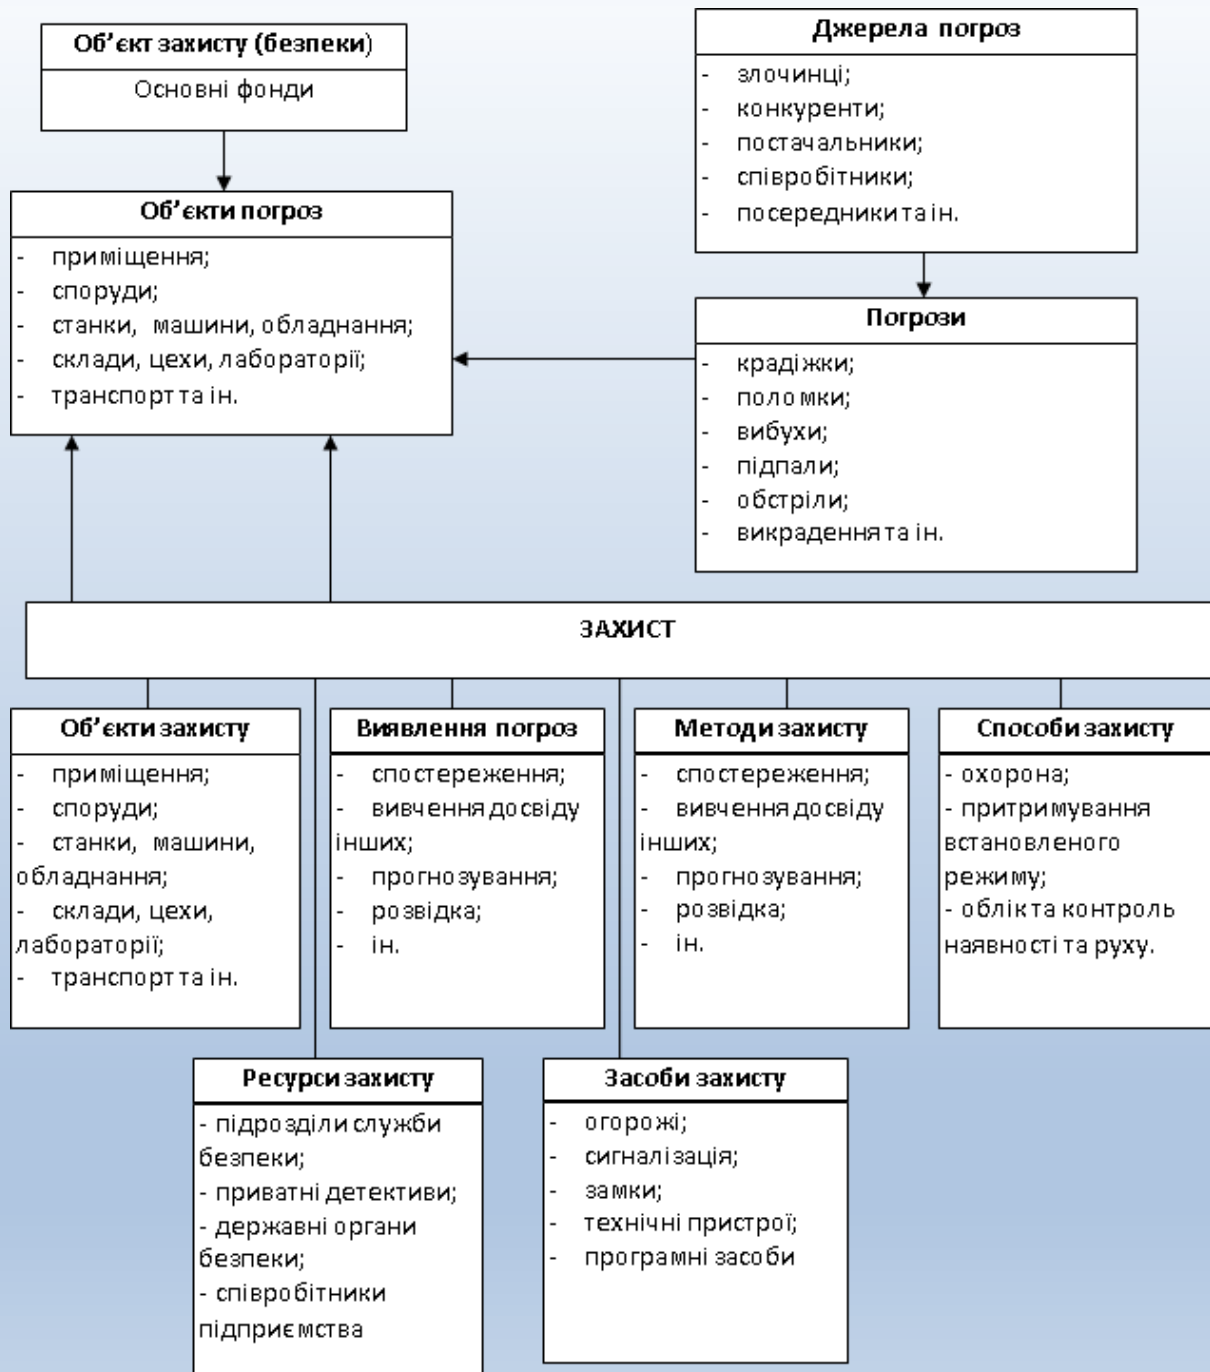 Об’єкт захисту (безпеки)
Основні фонди
Джерела погроз
- злочинці;
- конкуренти;
- постачальники;
- співробітники;
- посередники та ін.
Об’єкти погроз
- приміщення;
- споруди;
- станки, машини, обладнання;
- склади, цехи, лабораторії;
- транспорт та ін.
Погрози
- крадіжки;
- поломки;
- вибухи;
- підпали;
- обстріли;
- викрадення та ін.
ЗАХИСТ
Об’єкти захисту
- приміщення;
- споруди;
- станки, машини,
обладнання;
- склади, цехи,
лабораторії;
- транспорт та ін.
Виявлення погроз
- спостереження;
- вивчення досвіду
інших;
- прогнозування;
- розвідка;
- ін.
Методи захисту
- спостереження;
- вивчення досвіду
інших;
- прогнозування;
- розвідка;
- ін.
Способи захисту
- охорона;
- притримування
встановленого
режиму;
- облік та контроль
наявності та руху.
Ресурси захисту
- підрозділи служби
безпеки;
- приватні детективи;
- державні органи
безпеки;
- співробітники
підприємства
Засоби захисту
- огорожі;
- сигналізація;
- замки;
- технічні пристрої;
- програмні засоби